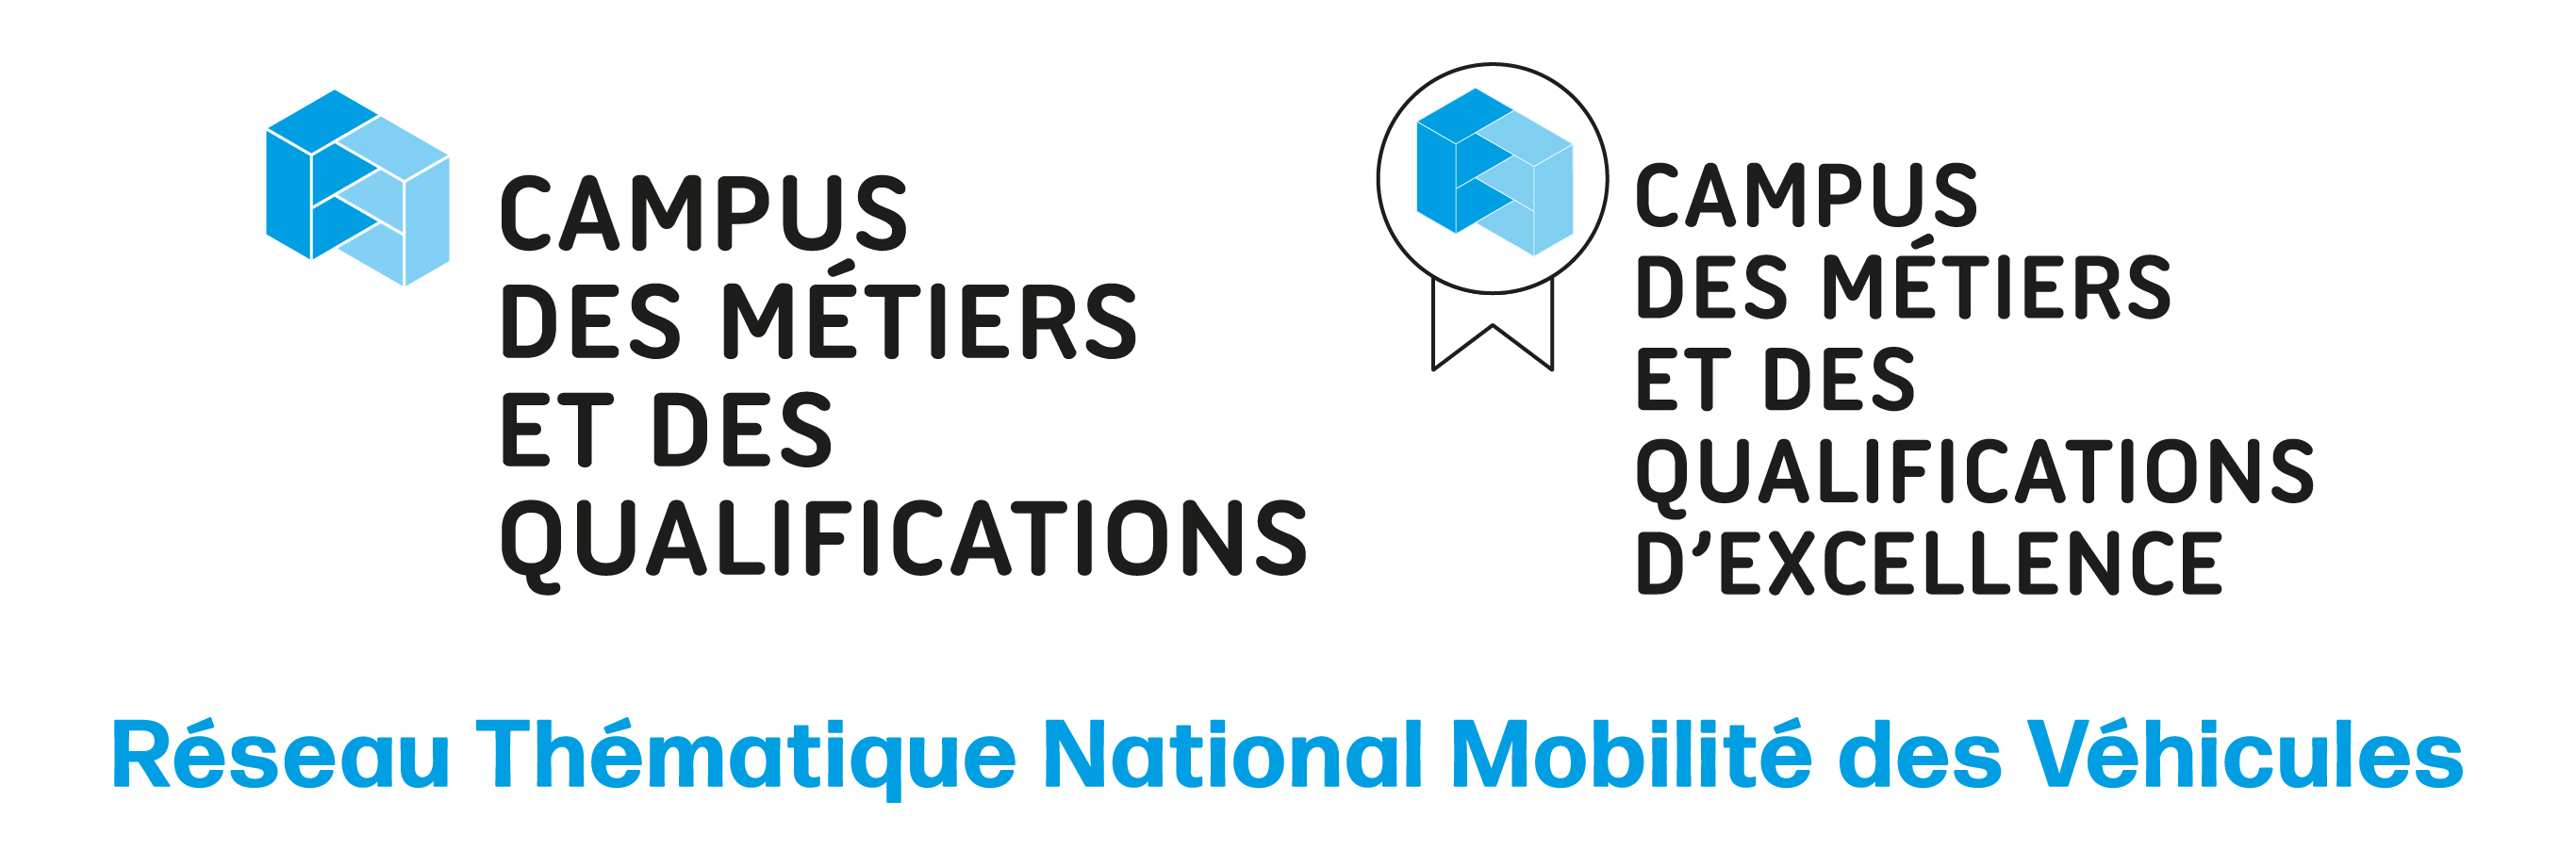 CAMPUS
DES MÉTIERS
ET DES
QUALIFICATIONS
CAMPUS
DES MÉTIERS
ET DES
QUALIFICATIONS
D’EXCELLENCE
Réseau Thématique National Mobilité des Véhicules